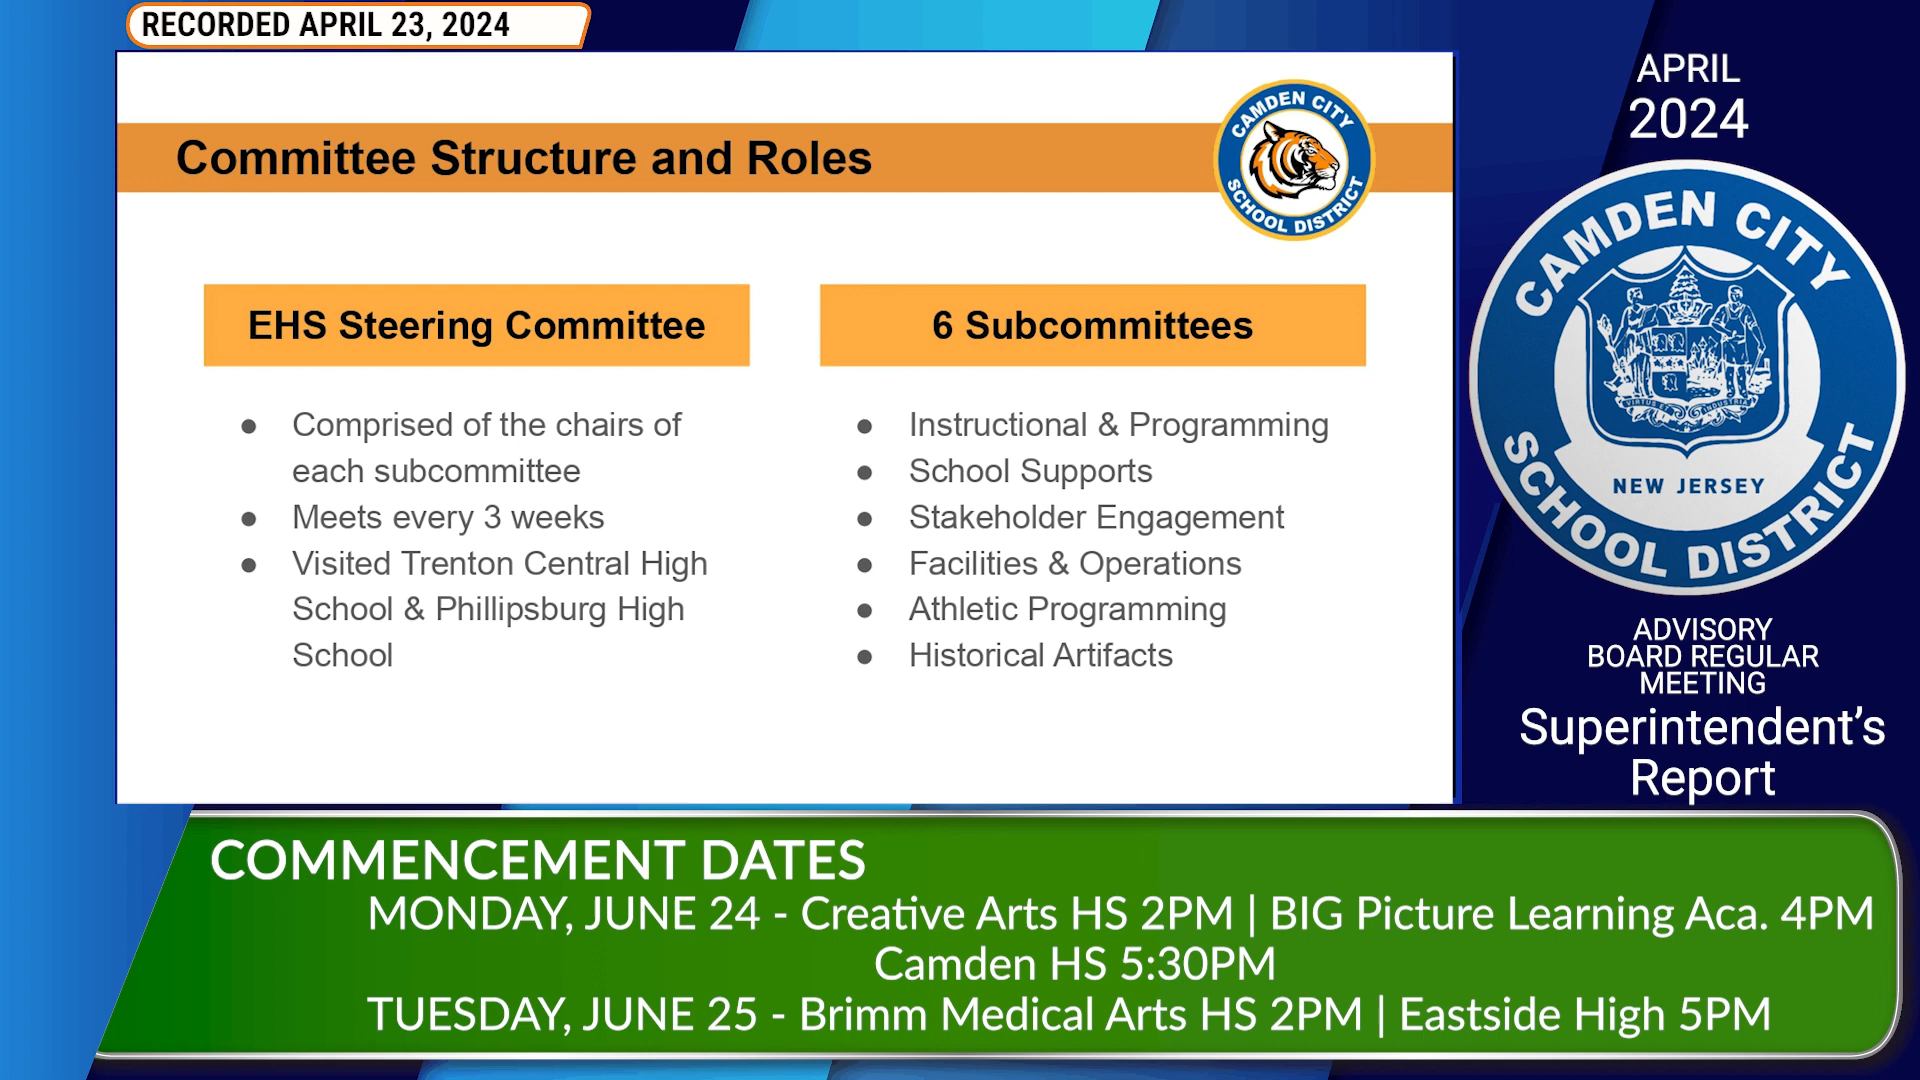 RECORDED APRIL 23, 2024
Committee Structure and Roles
CAMDEN CITY
SCHOOL DISTRICT
EHS Steering Committee
● Comprised of the chairs of
each subcommittee
● Meets every 3 weeks
● Visited Trenton Central High
School & Phillipsburg High
School
6 Subcommittees
● Instructional & Programming
● School Supports
● Stakeholder Engagement
● Facilities & Operations
● Athletic Programming
● Historical Artifacts
APRIL
2024
CAMDEN CITY
VIRTUS ET INDUSTRIA
NEW JERSEY
SCHOOL DISTRICT
ADVISORY
BOARD REGULAR
MEETING
Superintendent’s
Report
COMMENCEMENT DATES
MONDAY, JUNE 24 - Creative Arts HS 2PM | BIG Picture Learning Aca. 4PM
Camden HS 5:30PM
TUESDAY, JUNE 25 - Brimm Medical Arts HS 2PM | Eastside High 5PM